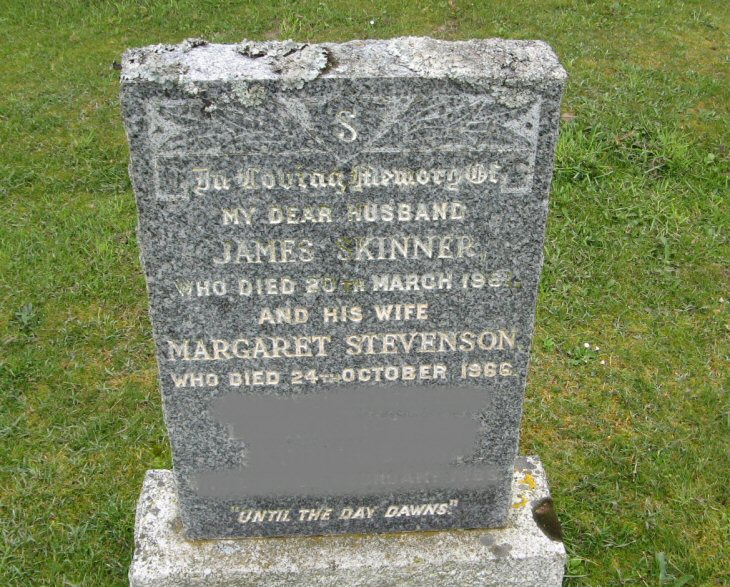 S
In Loving Memory Of
MY DEAR HUSBAND
JAMES SKINNER,
WHO DIED 20TH MARCH
AND HIS WIFE
MARGARET STEVENSON
WHO DIED 24TH OCTOBER 1966.
"UNTIL THE DAY DAWNS"